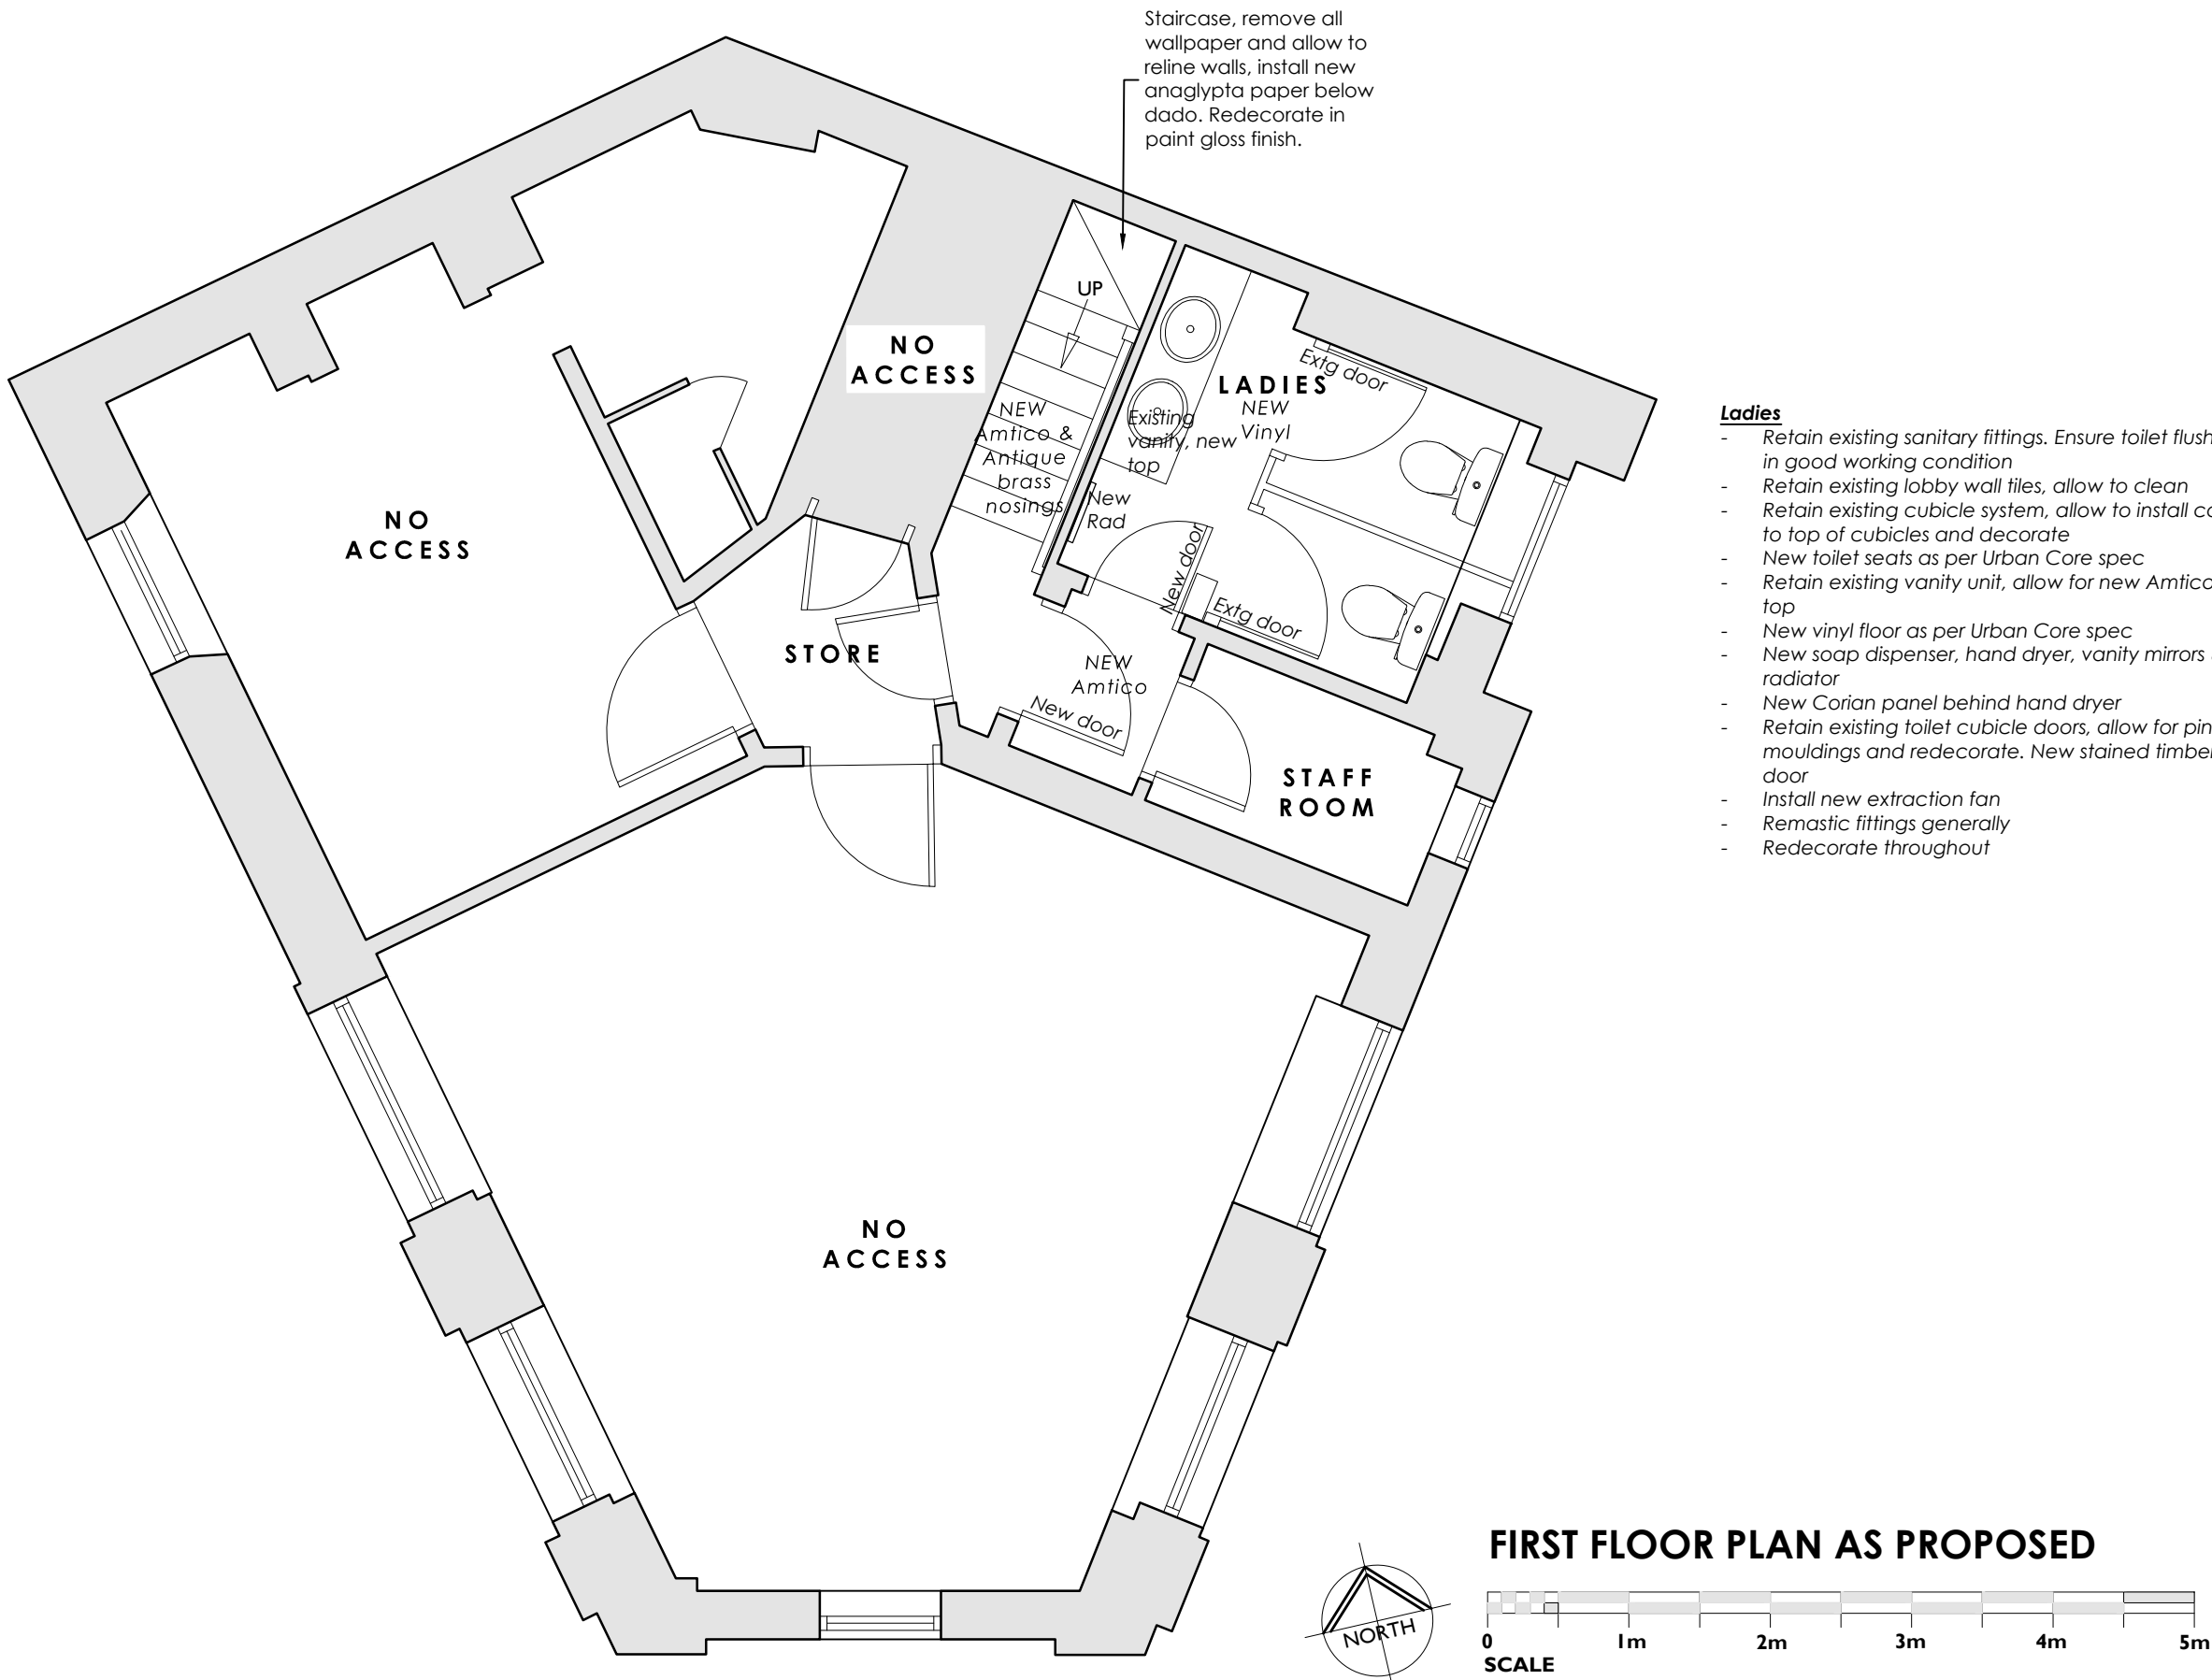 Staircase, remove all
wallpaper and allow to
reline walls, install new
anaglypta paper below
dado. Redecorate in
paint gloss finish.
UP
NO
ACCESS
NEW
Amtico &
Antique
brass
nosings
LADIES
NEW
Vinyl
Extg door
Existing
vanity, new
top
New
Rad
New door
Extg door
NO
ACCESS
STORE
NEW
Amtico
New door
STAFF
ROOM
NO
ACCESS
Ladies
- Retain existing sanitary fittings. Ensure toilet flush
in good working condition
- Retain existing lobby wall tiles, allow to clean
- Retain existing cubicle system, allow to install
to top of cubicles and decorate
- New toilet seats as per Urban Core spec
- Retain existing vanity unit, allow for new Amtico
top
- New vinyl floor as per Urban Core spec
- New soap dispenser, hand dryer, vanity mirrors
radiator
- New Corian panel behind hand dryer
- Retain existing toilet cubicle doors, allow for
mouldings and redecorate. New stained timbe
door
- Install new extraction fan
- Remastic fittings generally
- Redecorate throughout
FIRST FLOOR PLAN AS PROPOSED
NORTH
0 1m 2m 3m 4m 5m
SCALE